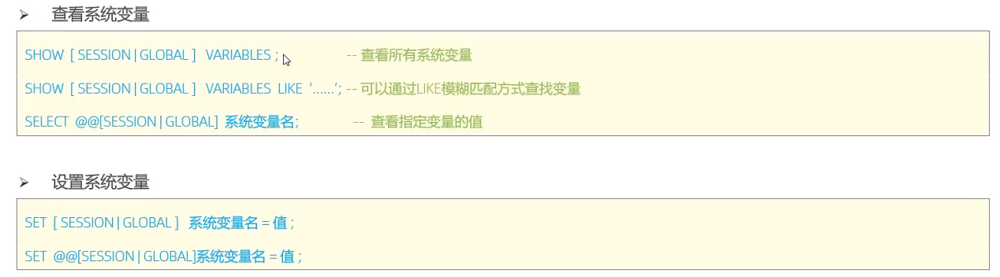 查看系统变量
SHOW [ SESSION | GLOBAL ] VARIABLES ; -- 查看所有系统变量
SHOW [ SESSION | GLOBAL ] VARIABLES LIKE '......'; -- 可以通过LIKE模糊匹配方式查找变量
SELECT @@[SESSION | GLOBAL] 系统变量名; -- 查看指定变量的值
设置系统变量
SET [ SESSION | GLOBAL ] 系统变量名 = 值 ;
SET @@[SESSION | GLOBAL]系统变量名 = 值 ;